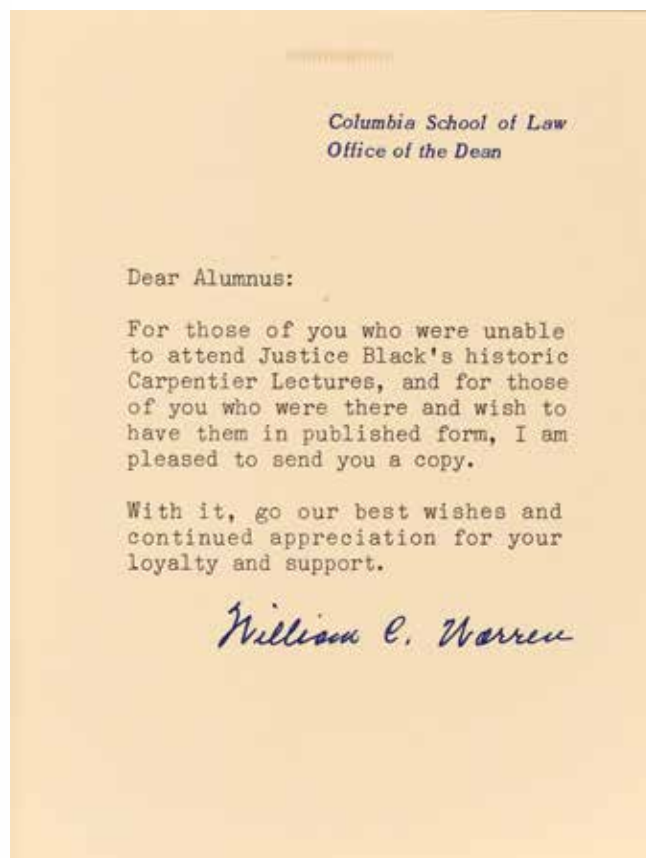 Columbia School of Law
Office of the Dean
Dear Alumnus:
For those of you who were unable
to attend Justice Black's historic
Carpentier Lectures, and for those
of you who were there and wish to
have them in published form, I am
pleased to send you a copy.
With it, go our best wishes and
continued appreciation for your
loyalty and support.
William C. Warren